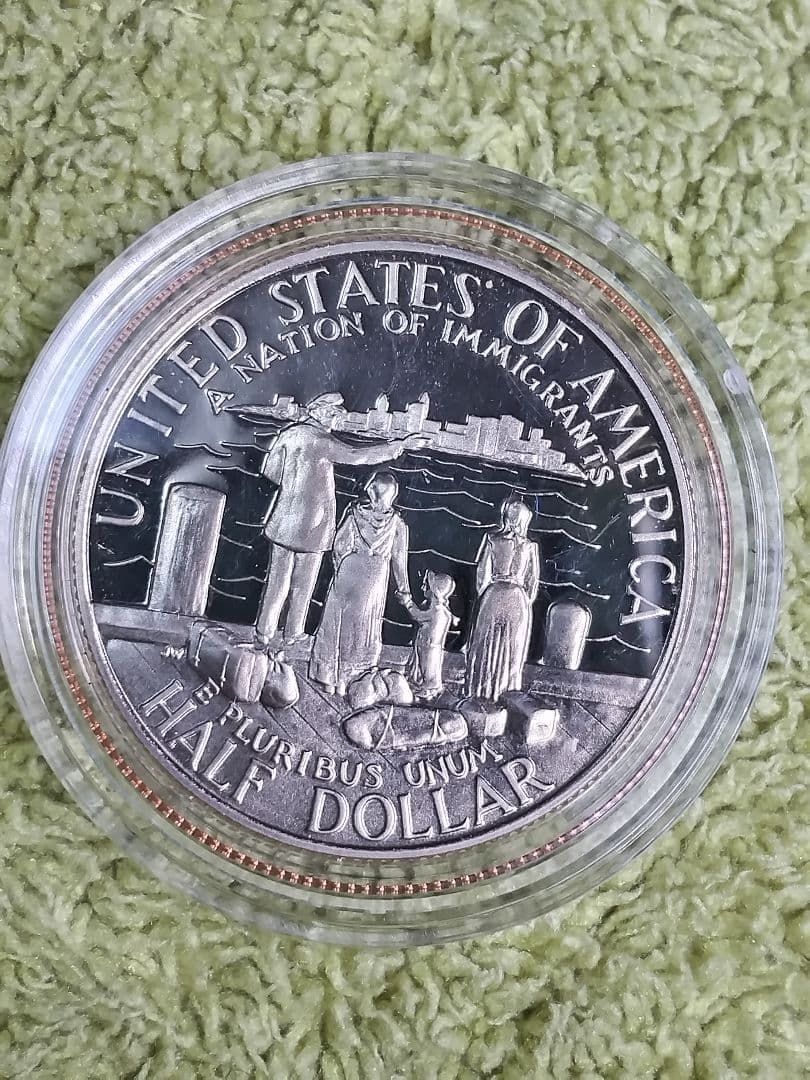 UNITED STATES OF AMERICA
A NATION OF IMMIGRANTS
E PLURIBUS UNUM
HALF DOLLAR